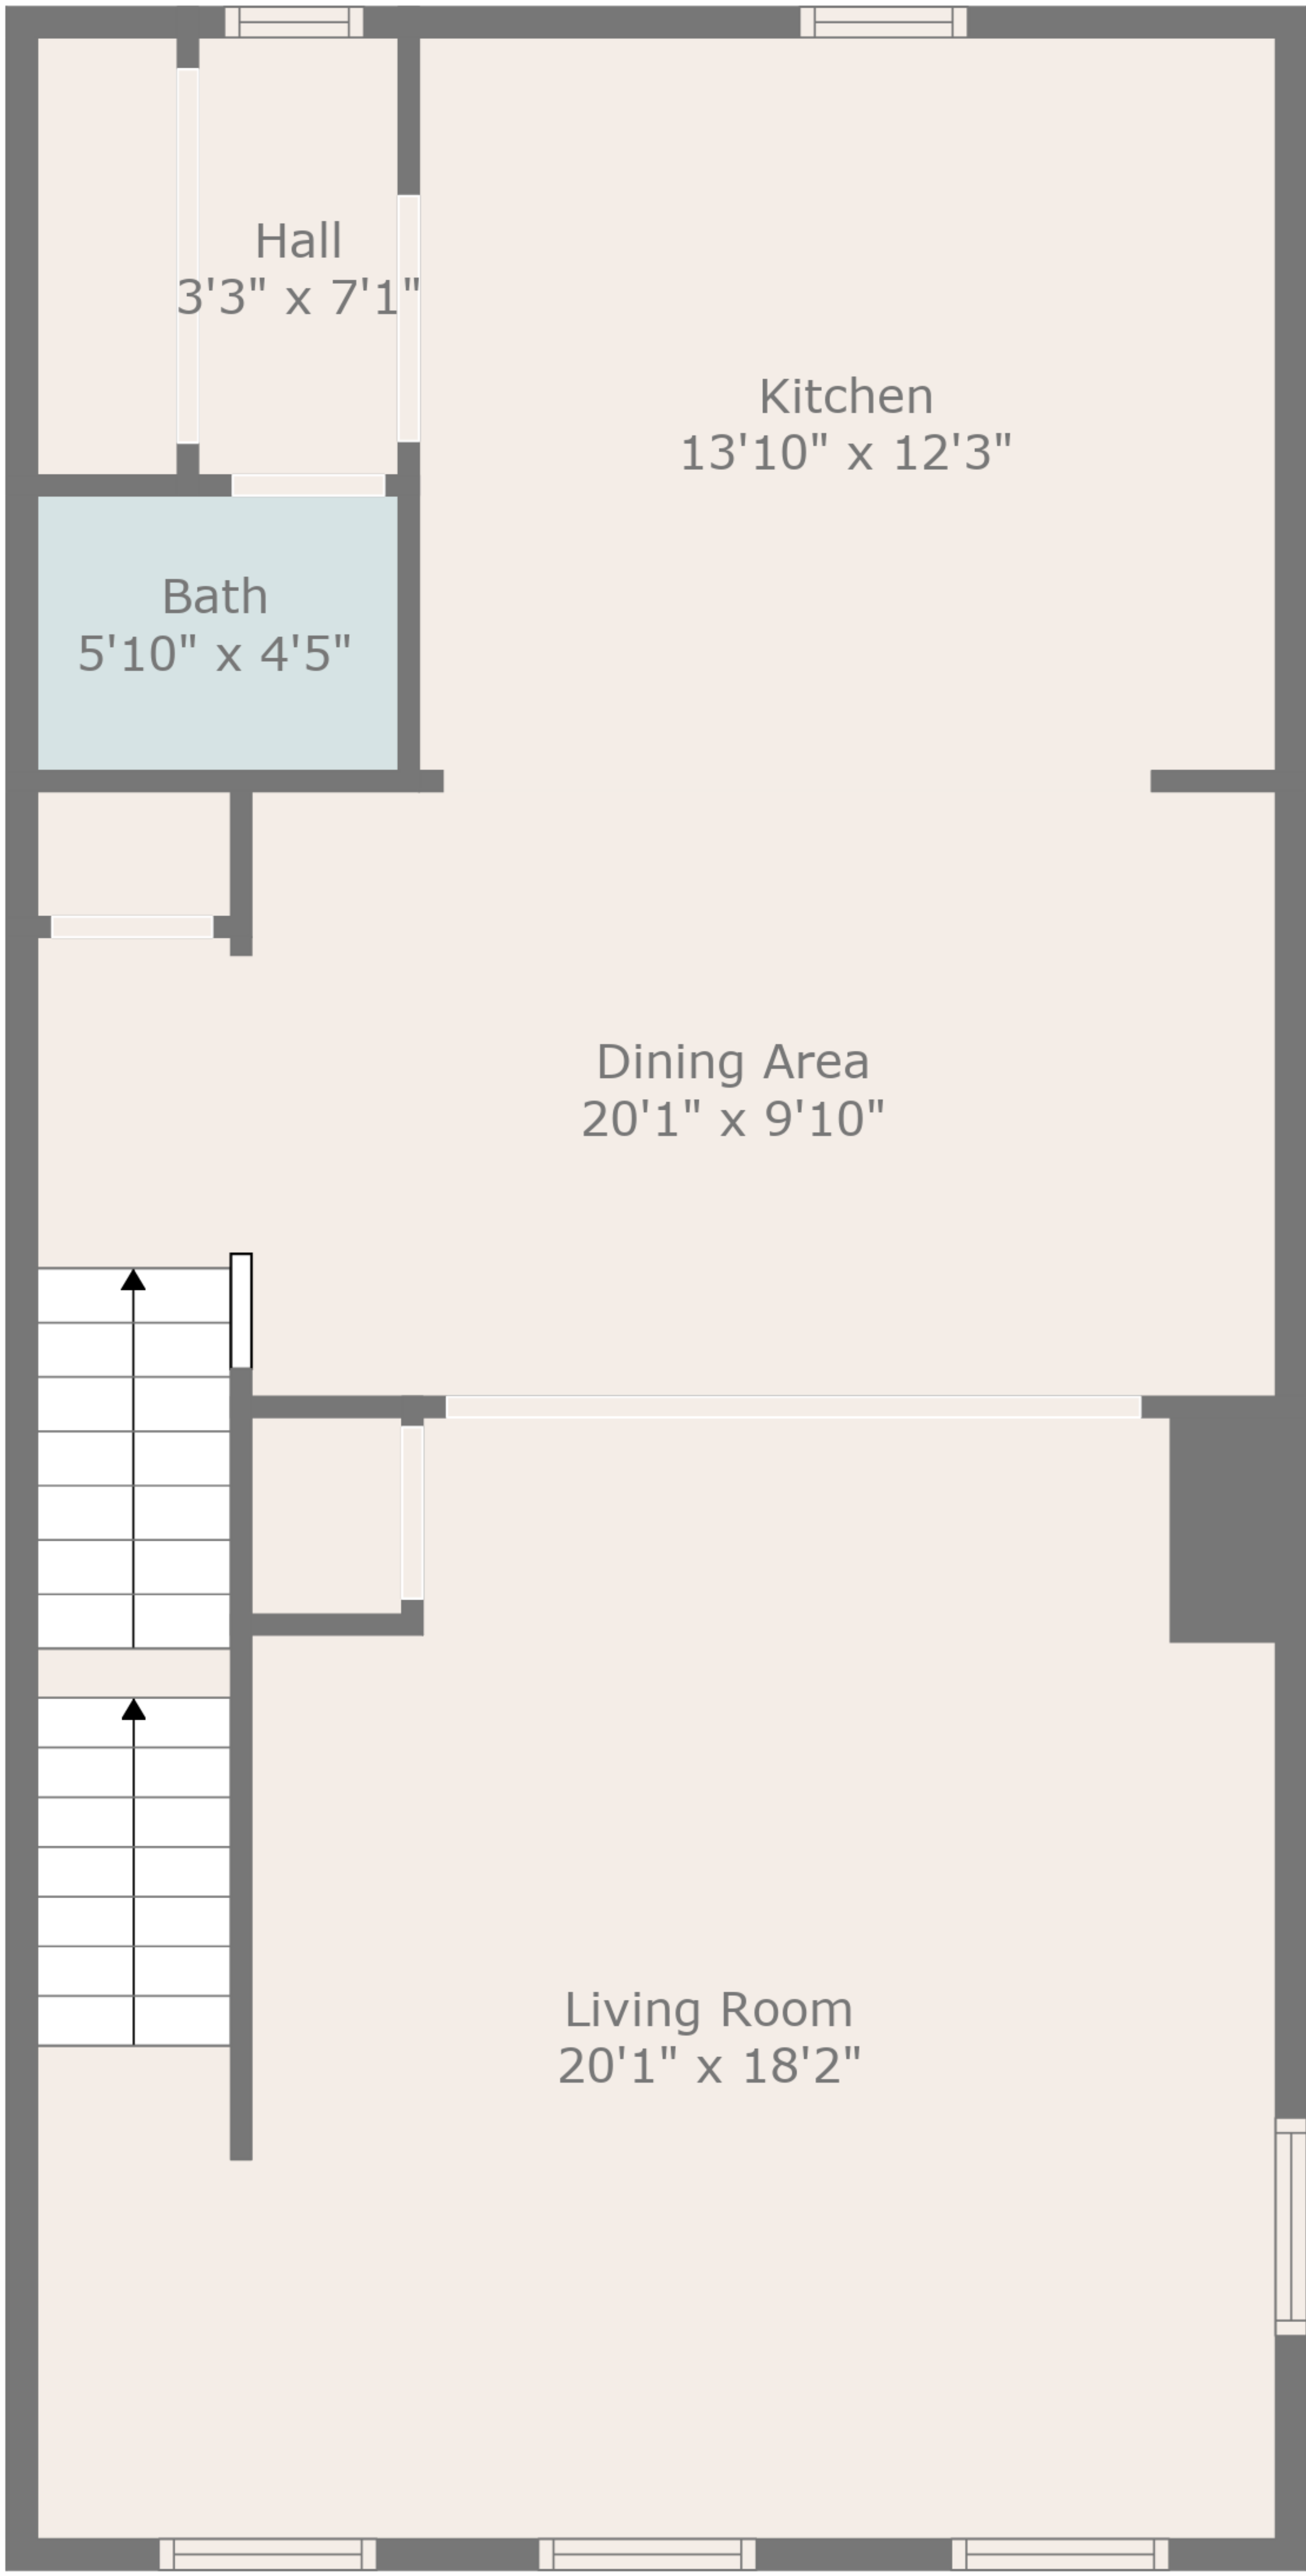 Hall
3'3" x 7'1"
Kitchen
13'10" x 12'3"
Bath
5'10" x 4'5"
Dining Area
20'1" x 9'10"
Living Room
20'1" x 18'2"